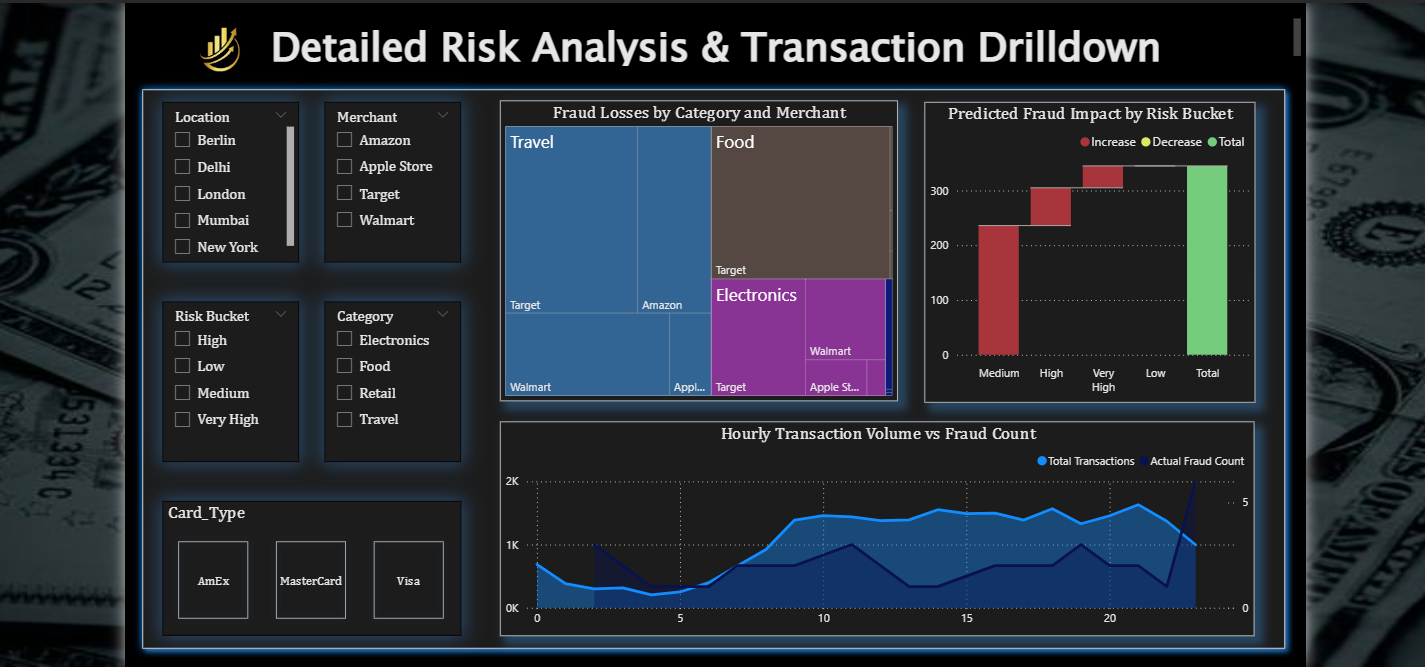 Detailed Risk Analysis & Transaction Drilldown
Location
Berlin
Delhi
London
Mumbai
New York
Merchant
Amazon
Apple Store
Target
Walmart
Risk Bucket
High
Low
Medium
Very High
Category
Electronics
Food
Retail
Travel
Card_Type
AmEx
MasterCard
Visa
Fraud Losses by Category and Merchant
Travel
Target
Amazon
Walmart
Appl...
Food
Target
Electronics
Target
Walmart
Apple St...
Predicted Fraud Impact by Risk Bucket
Increase Decrease Total
300
200
100
0
Medium High Very High Low Total
Hourly Transaction Volume vs Fraud Count
Total Transactions Actual Fraud Count
2K
1K
0K
5
0
0 5 10 15 20